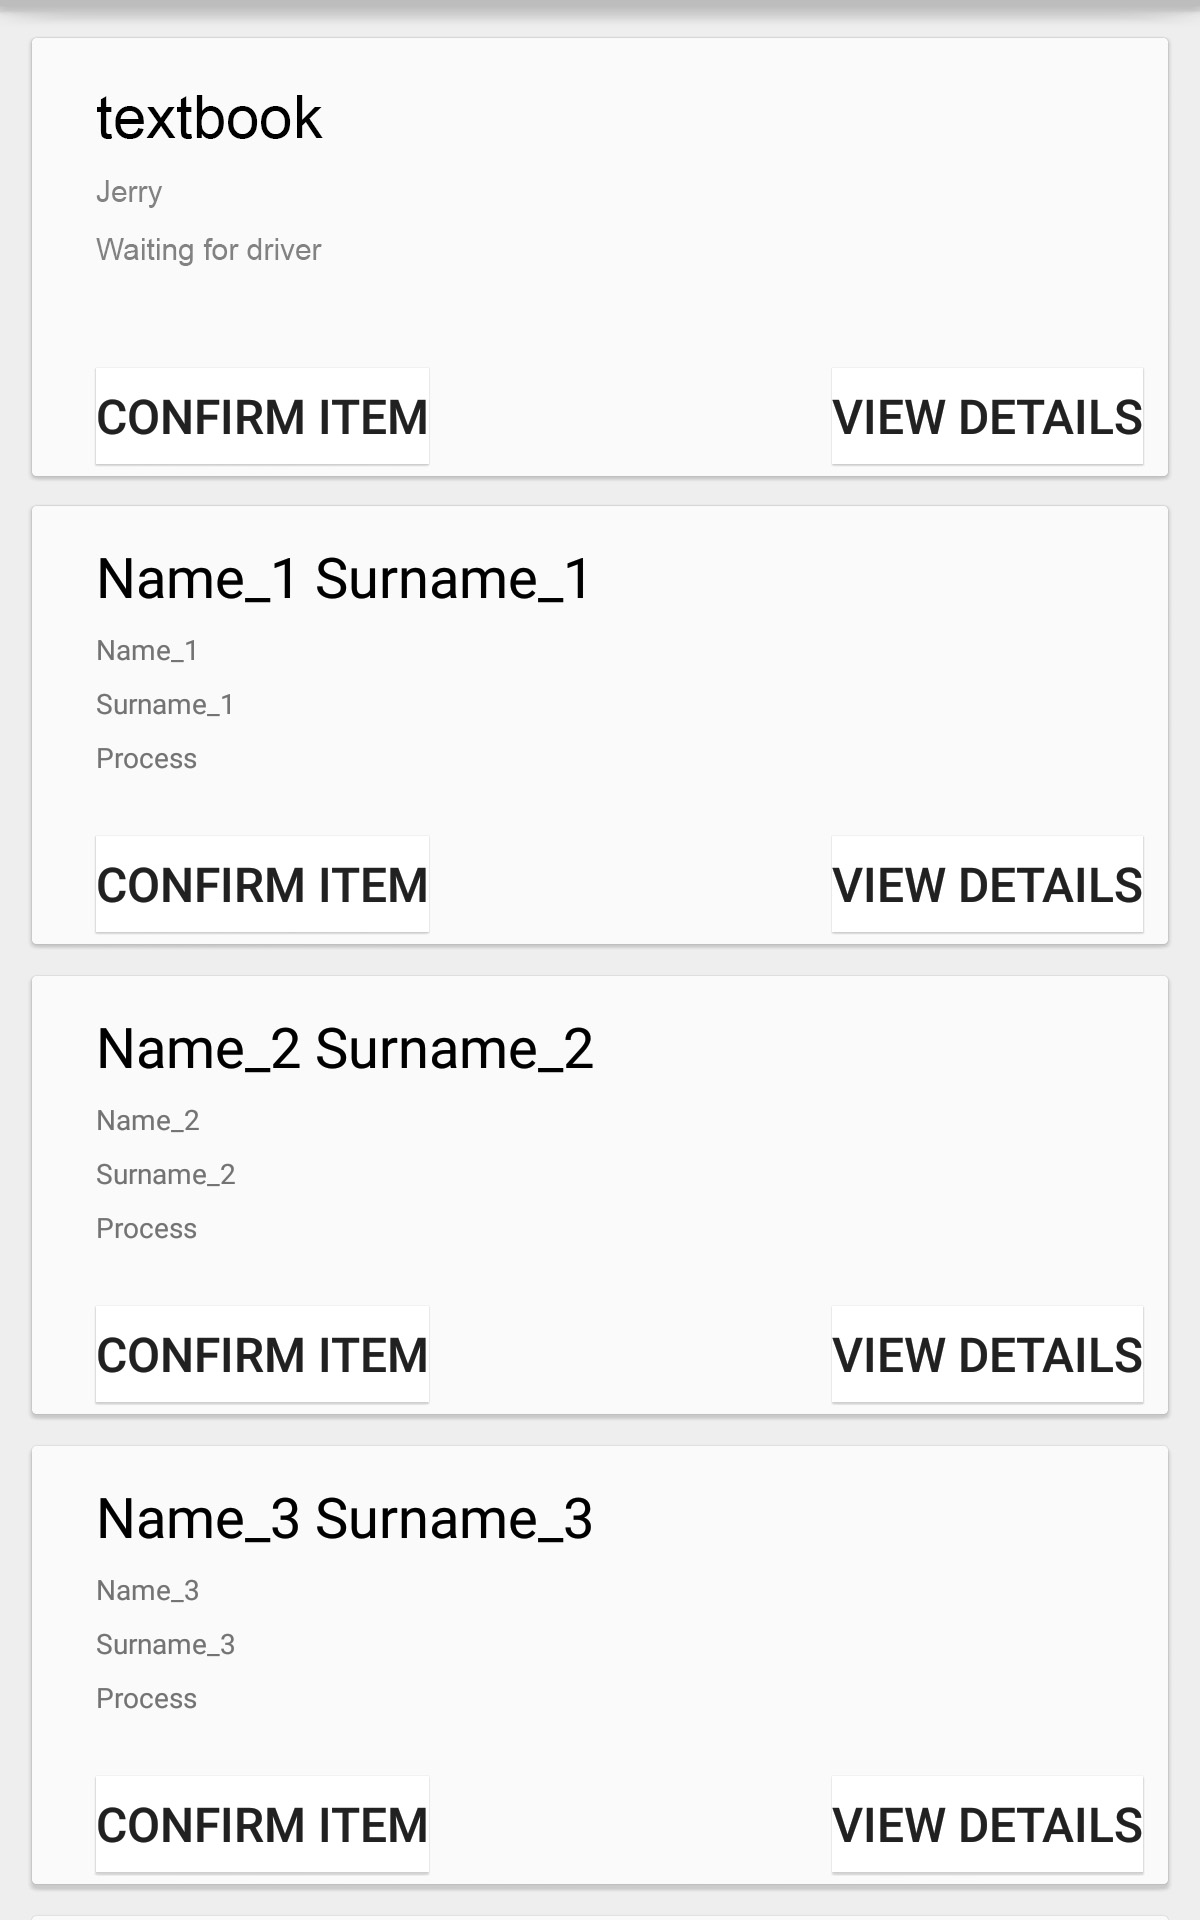 textbook
Jerry
Waiting for driver
CONFIRM ITEM VIEW DETAILS
Name_1 Surname_1
Name_1
Surname_1
Process
CONFIRM ITEM VIEW DETAILS
Name_2 Surname_2
Name_2
Surname_2
Process
CONFIRM ITEM VIEW DETAILS
Name_3 Surname_3
Name_3
Surname_3
Process
CONFIRM ITEM VIEW DETAILS